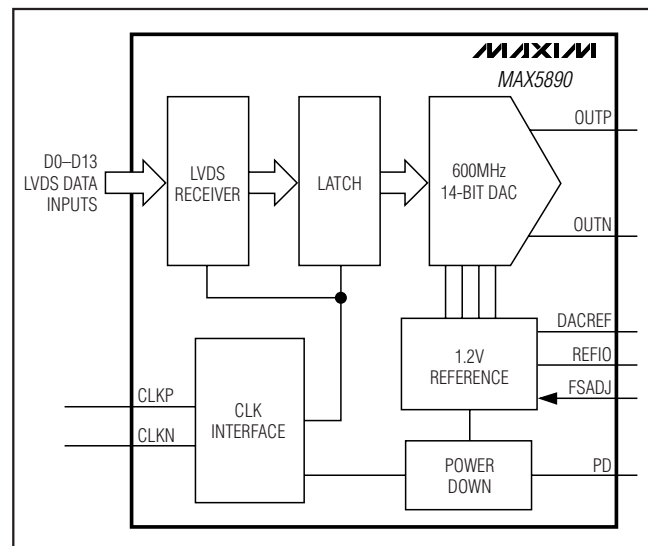 MAXIM
MAX5890
D0–D13
LVDS DATA
INPUTS
LVDS
RECEIVER
LATCH
600MHz
14-BIT DAC
OUTP
OUTN
DACREF
REFIO
FSADJ
1.2V
REFERENCE
CLKP
CLKN
CLK
INTERFACE
POWER
DOWN
PD